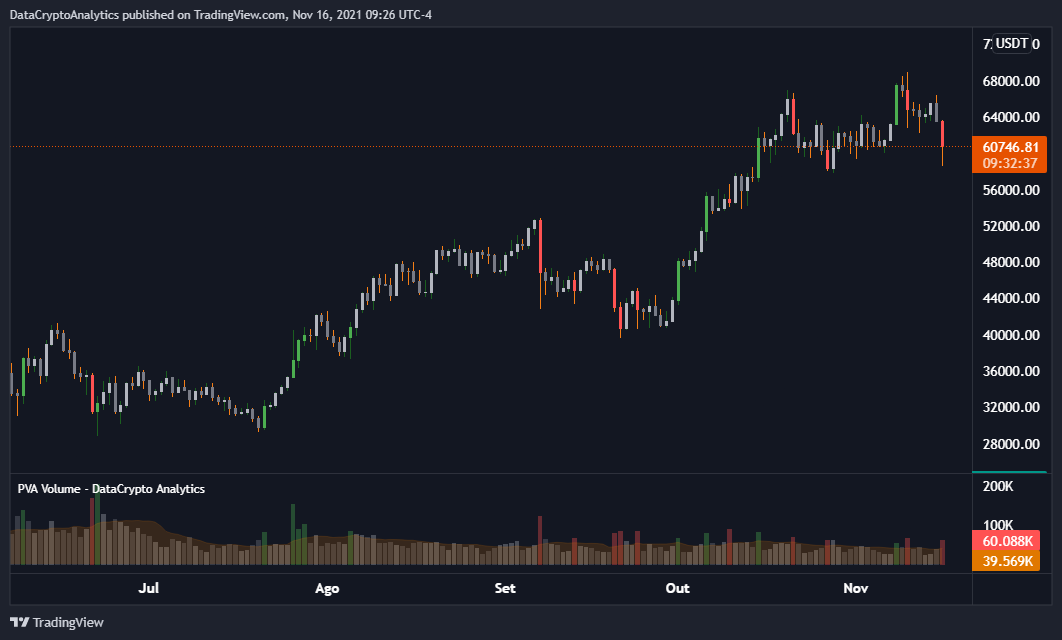 DataCryptoAnalytics published on TradingView.com, Nov 16, 2021 09:26 UTC-4
USDT
68000.00
64000.00
60746.81
09:32:37
56000.00
52000.00
48000.00
44000.00
40000.00
36000.00
32000.00
28000.00
PVA Volume - DataCrypto Analytics
200K
100K
60.088K
39.569K
Jul Ago Set Out Nov
TradingView